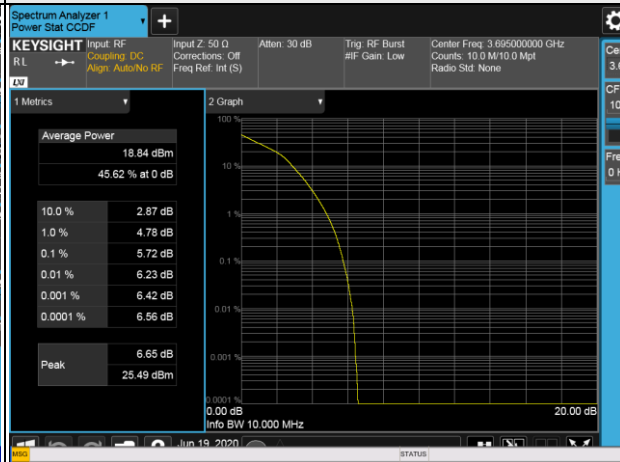 Spectrum Analyzer 1
Power Stat CCDF
KEYSIGHT
RL
LXI
Input: RF
Coupling: DC
Align: Auto/No RF
Input Z: 50 Ω
Corrections: Off
Freq Ref: Int (S)
Atten: 30 dB
Trig: RF Burst
#IF Gain: Low
Center Freq: 3.695000000 GHz
Counts: 10.0 M/10.0 Mpt
Radio Std: None
1 Metrics
2 Graph
Average Power
18.84 dBm
45.62 % at 0 dB
10.0 % 2.87 dB
1.0 % 4.78 dB
0.1 % 5.72 dB
0.01 % 6.23 dB
0.001 % 6.42 dB
0.0001 % 6.56 dB
Peak
6.65 dB
25.49 dBm
100 %
10 %
1 %
0.1 %
0.01 %
0.001 %
0.0001 %
0.00 dB
20.00 dB
Info BW 10.000 MHz
Jun 19, 2020
MSG
STATUS